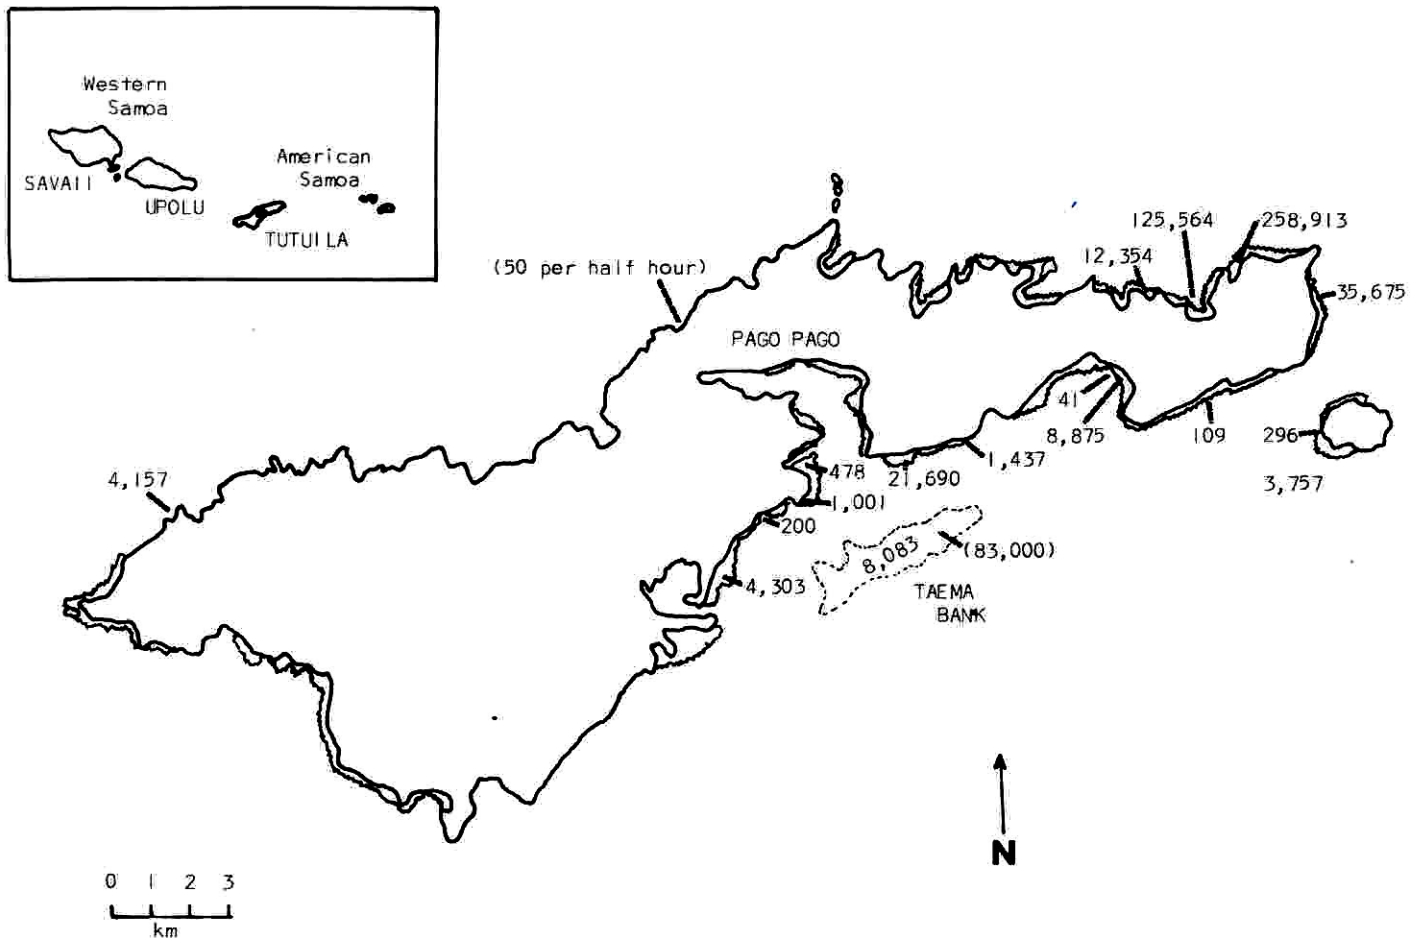 Western
Samoa
SAVAII
UPOLU
American
Samoa
TUTUILA
(50 per half hour)
125,564
258,913
12,354
35,675
PAGO PAGO
41
8,875
109
296
3,757
4,157
478
21,690
1,437
1,001
200
8,083
(83,000)
4,303
TAEMA
BANK
N
0 1 2 3
km